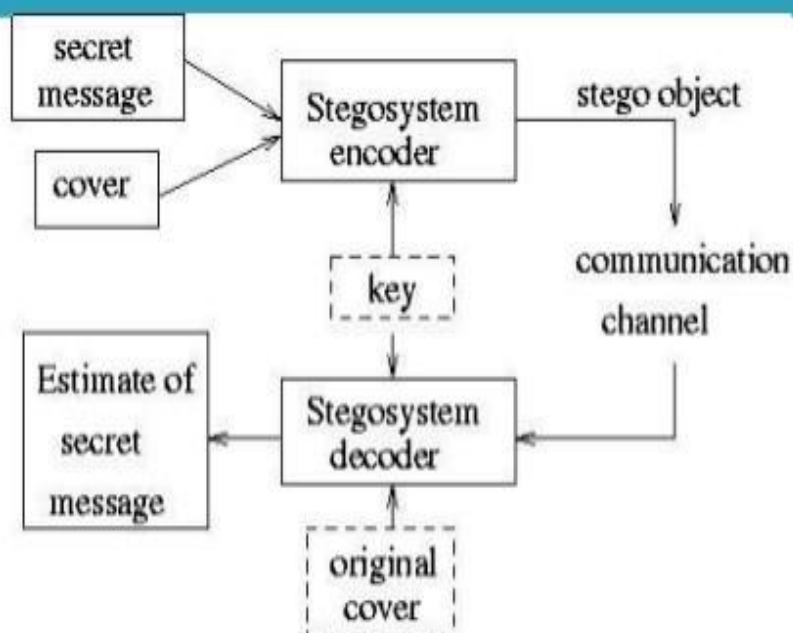 secret
message
cover
Stegosystem
encoder
stego object
key
communication
channel
Estimate of
secret
message
Stegosystem
decoder
original
cover